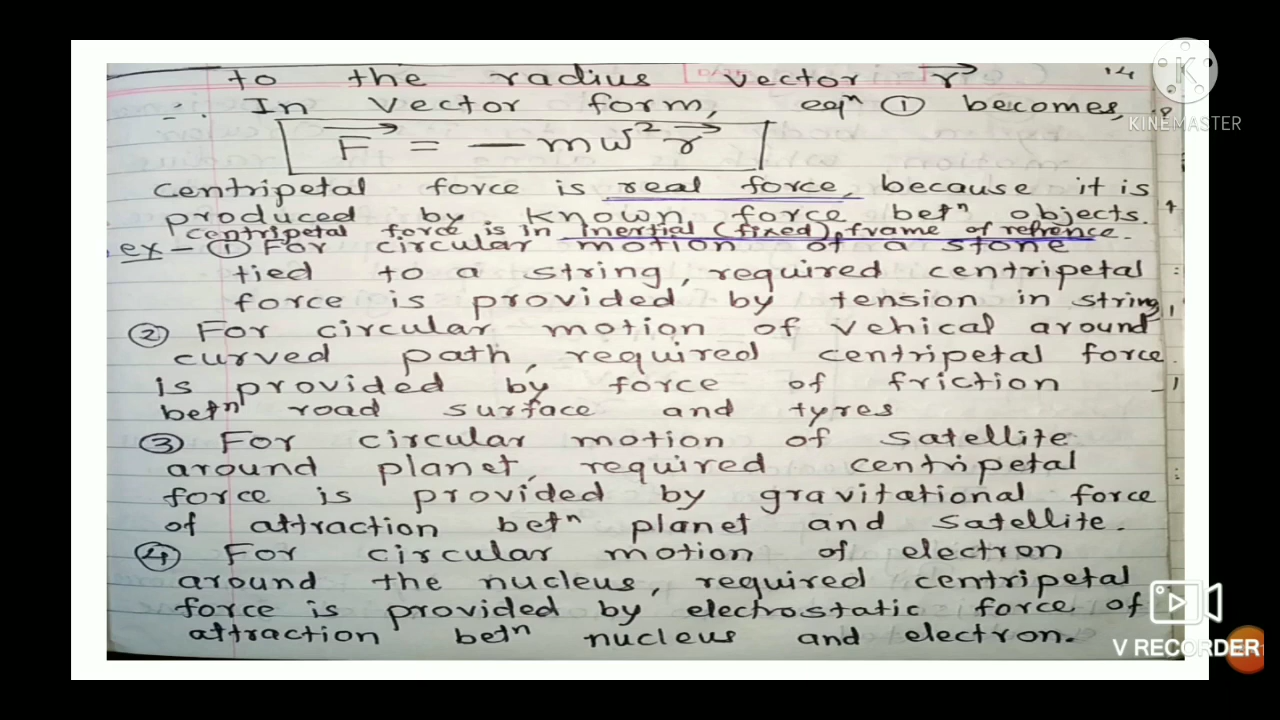 to the radius vector r⃗
∴ In vector form, eqⁿ ① becomes,
F⃗ = − mω² r⃗
centripetal force is real force, because it is
produced by known force betⁿ objects.
centripetal force is in inertial (fixed) frame of refrence.
ex – ① For circular motion of a stone
tied to a string, required centripetal
force is provided by tension in string
② For circular motion of vehical around
curved path, required centripetal force
is provided by force of friction
betⁿ road surface and tyres
③ For circular motion of satellite
around planet, required centripetal
force is provided by gravitational force
of attraction betⁿ planet and satellite.
④ For circular motion of electron
around the nucleus, required centripetal
force is provided by electrostatic force of
attraction betⁿ nucleus and electron.
K
KINEMASTER
V RECORDER